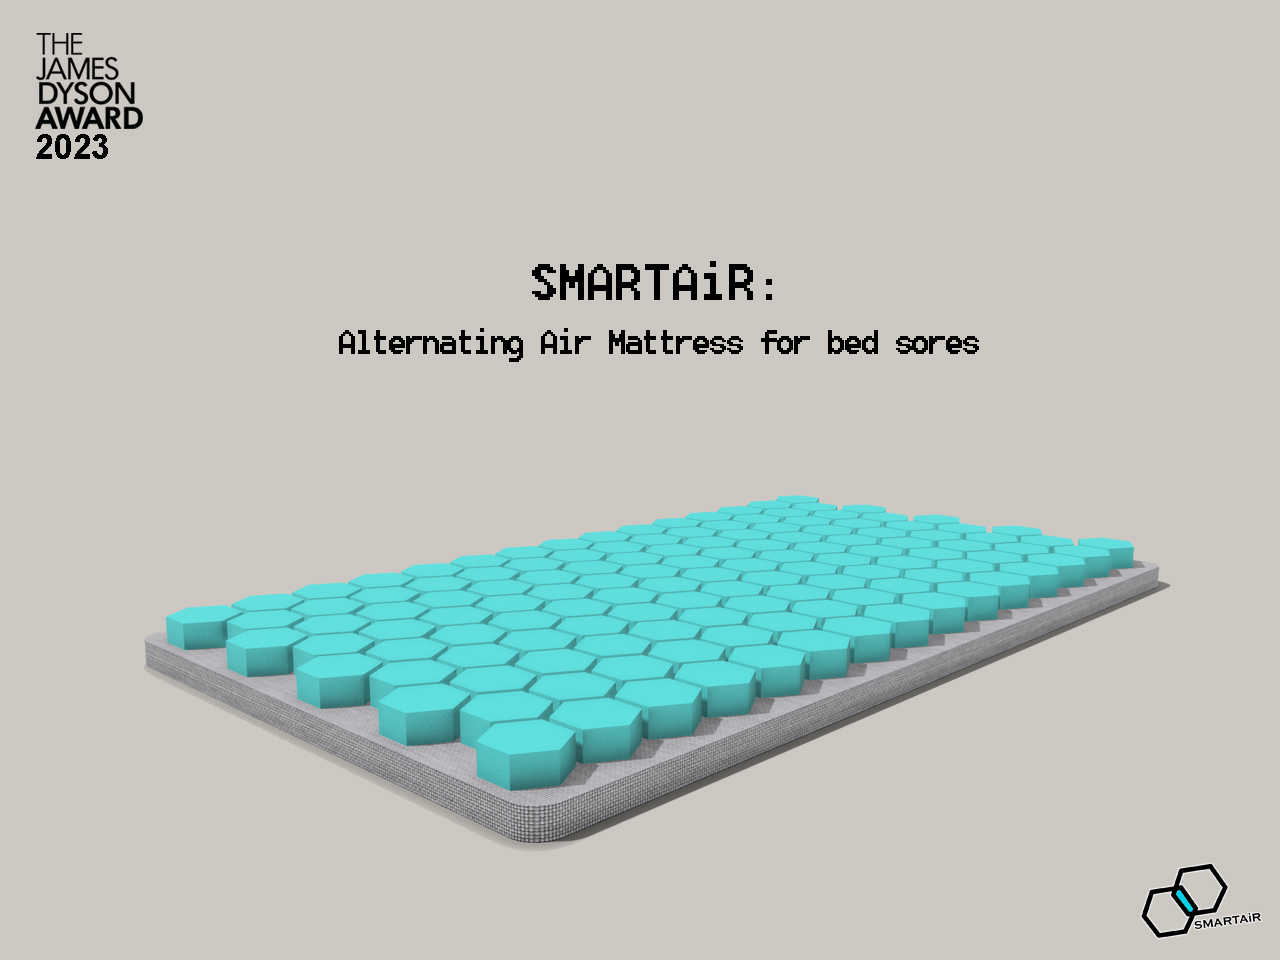 THE
JAMES
DYSON
AWARD
2023
SMARTAiR:
Alternating Air Mattress for bed sores
SMARTAiR